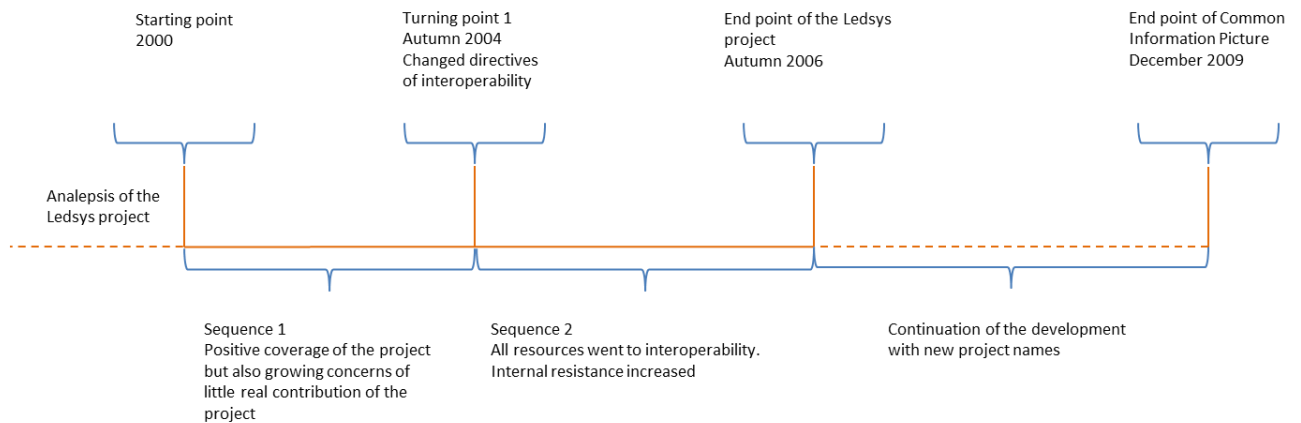 Starting point
2000
Turning point 1
Autumn 2004
Changed directives
of interoperability
End point of the Ledsys
project
Autumn 2006
End point of Common
Information Picture
December 2009
Analepsis of the
Ledsys project
Sequence 1
Positive coverage of the project
but also growing concerns of
little real contribution of the
project
Sequence 2
All resources went to interoperability.
Internal resistance increased
Continuation of the development
with new project names